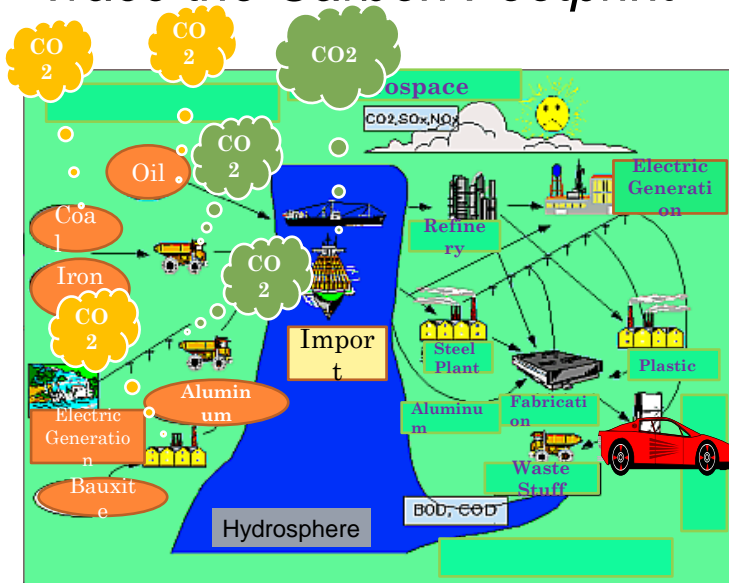 the Carbon Footprint
CO
2
CO
2
CO2
ospace
CO2,SOx,NOx
CO
2
Oil
Electric
Generati
on
Coa
l
Refine
ry
Iron
CO
2
CO
2
Impor
t
Steel
Plant
Plastic
Alumin
um
Aluminu
m
Fabricati
on
Electric
Generatio
n
Waste
Stuff
Bauxit
e
BOD, COD
Hydrosphere